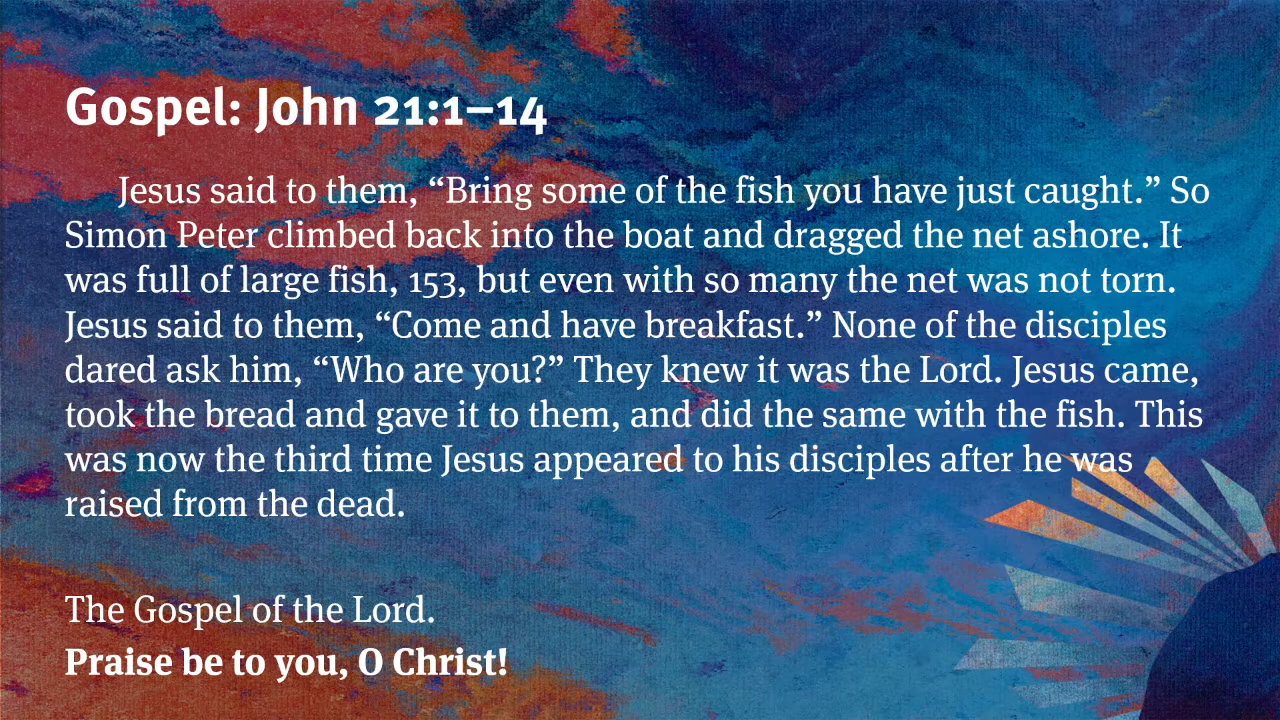 Gospel: John 21:1–14
Jesus said to them, “Bring some of the fish you have just caught.” So
Simon Peter climbed back into the boat and dragged the net ashore. It
was full of large fish, 153, but even with so many the net was not torn.
Jesus said to them, “Come and have breakfast.” None of the disciples
dared ask him, “Who are you?” They knew it was the Lord. Jesus came,
took the bread and gave it to them, and did the same with the fish. This
was now the third time Jesus appeared to his disciples after he was
raised from the dead.
The Gospel of the Lord.
Praise be to you, O Christ!